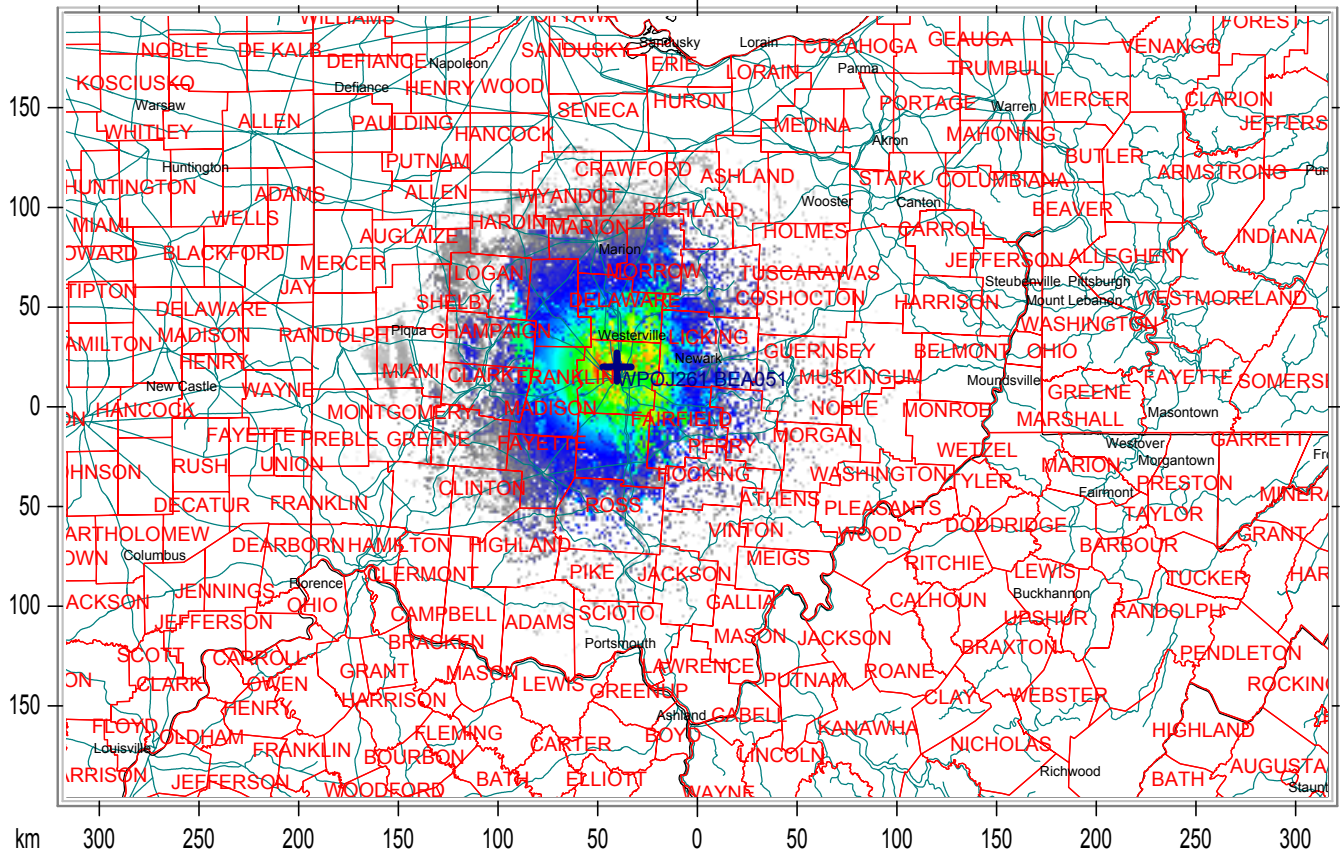 WILLIAMS OTTAWA FOREST
NOBLE DE KALB SANDUSKY Sandusky Lorain CUYAHOGA GEAUGA VENANGO
DEFIANCE Napoleon ERIE LORAIN Parma TRUMBULL
KOSCIUSKO Defiance HENRY WOOD
150 Warsaw SENECA HURON PORTAGE Warren MERCER CLARION
WHITLEY ALLEN PAULDING HANCOCK MEDINA Akron MAHONING JEFFERS
Huntington PUTNAM CRAWFORD ASHLAND BUTLER ARMSTRONG
HUNTINGTON ADAMS ALLEN WYANDOT STARK COLUMBIANA
100 WELLS HARDIN MARION RICHLAND Wooster Canton BEAVER
MIAMI AUGLAIZE Marion HOLMES CARROLL INDIANA
OWARD BLACKFORD MERCER LOGAN MORROW TUSCARAWAS JEFFERSON ALLEGHENY
50 TIPTON JAY SHELBY DELAWARE COSHOCTON HARRISON Steubenville Pittsburgh
DELAWARE Mount Lebanon WESTMORELAND
AMILTON MADISON RANDOLPH Piqua CHAMPAIGN Westerville LICKING WASHINGTON
HENRY Newark GUERNSEY BELMONT OHIO
New Castle WAYNE MIAMI CLARK FRANKLIN WPOJ261 BEA051 MUSKINGUM Moundsville FAYETTE SOMERS
0 HANCOCK MONTGOMERY MADISON FAIRFIELD NOBLE MONROE GREENE MARSHALL Masontown
FAYETTE PREBLE GREENE FAYETTE PERRY MORGAN WETZEL Westover GARRETT
HNSON RUSH UNION HOCKING WASHINGTON TYLER MARION Morgantown
CLINTON PRESTON
50 DECATUR FRANKLIN ROSS ATHENS PLEASANTS Fairmont MINERA
TAYLOR
ARTHOLOMEW DEARBORN HAMILTON HIGHLAND VINTON WOOD DODDRIDGE BARBOUR GRANT
OWN Columbus MEIGS RITCHIE
Florence CLERMONT PIKE JACKSON LEWIS TUCKER HAR
100 ACKSON JENNINGS OHIO CAMPBELL ADAMS SCIOTO GALLIA CALHOUN Buckhannon RANDOLPH
JEFFERSON UPSHUR
SCOTT CARROLL BRACKEN Portsmouth MASON JACKSON BRAXTON PENDLETON
ON CLARK OWEN GRANT MASON LEWIS LAWRENCE PUTNAM ROANE ROCKING
150 HENRY HARRISON GREENUP CLAY WEBSTER
FLOYD OLDHAM FLEMING Ashland CABELL KANAWHA HIGHLAND
Louisville FRANKLIN BOURBON CARTER BOYD LINCOLN NICHOLAS
ARRISON JEFFERSON WOODFORD BATH ELLIOTT WAYNE Richwood BATH AUGUSTA
Staunt
km 300 250 200 150 100 50 0 50 100 150 200 250 300